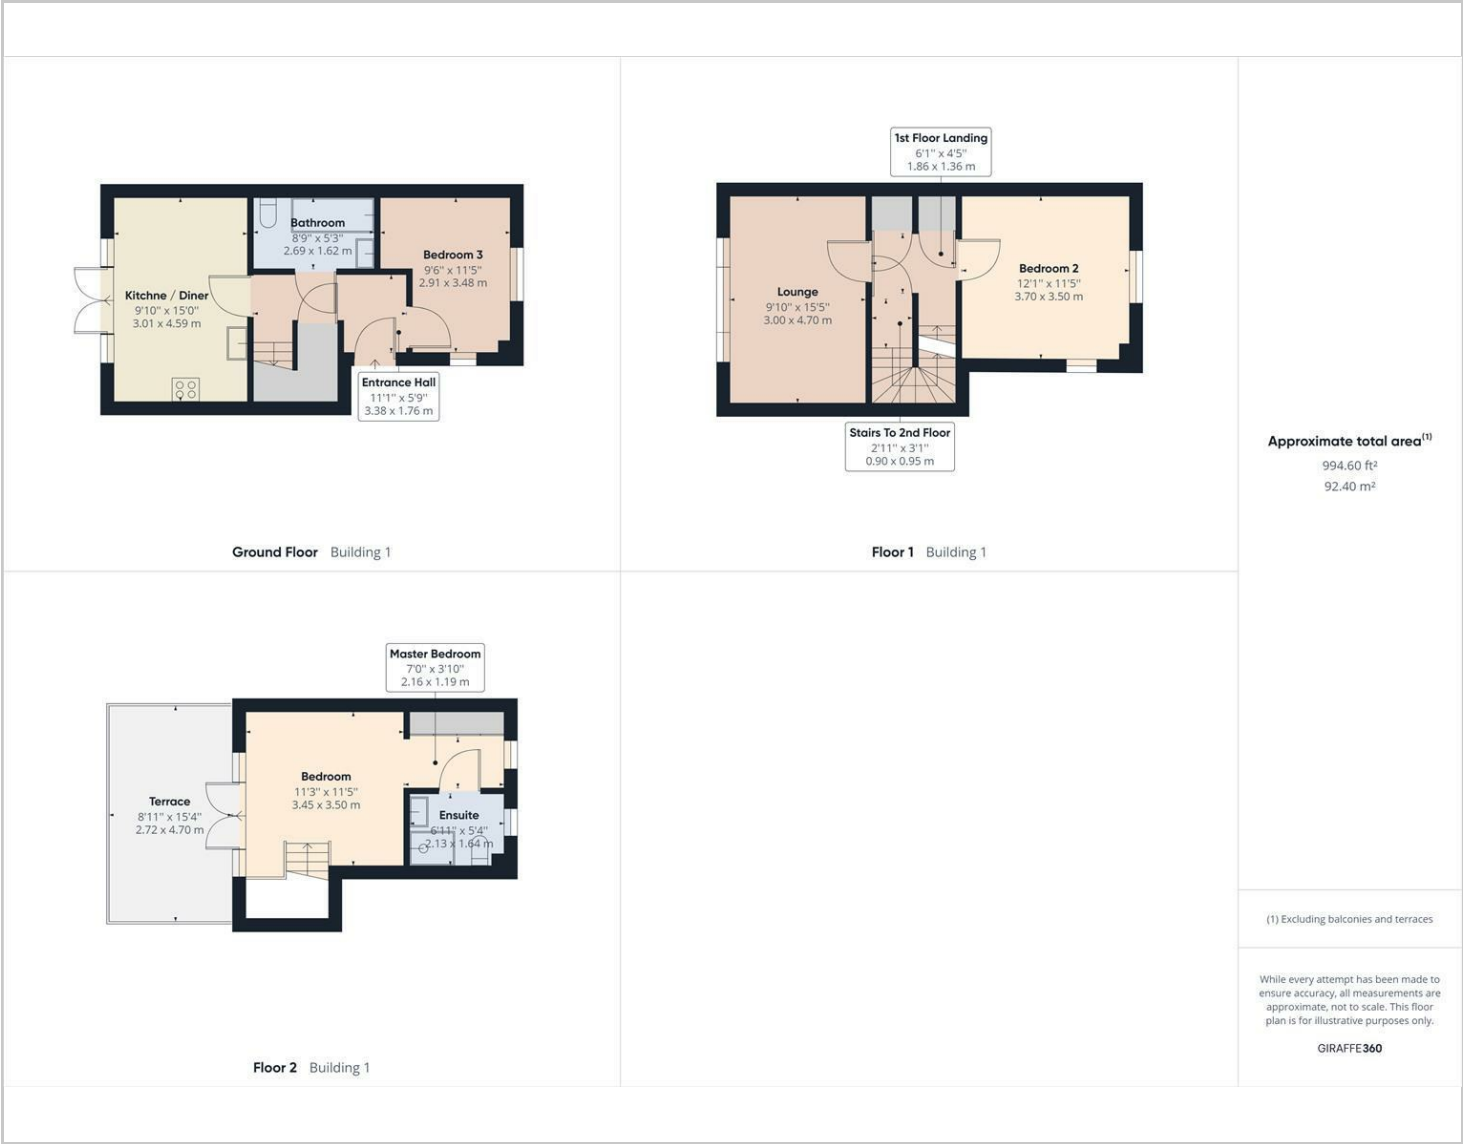 Bathroom
8'9" x 5'3"
2.69 x 1.62 m
Bedroom 3
9'6" x 11'5"
2.91 x 3.48 m
Kitchne / Diner
9'10" x 15'0"
3.01 x 4.59 m
Entrance Hall
11'1" x 5'9"
3.38 x 1.76 m
Ground Floor Building 1
1st Floor Landing
6'1" x 4'5"
1.86 x 1.36 m
Lounge
9'10" x 15'5"
3.00 x 4.70 m
Bedroom 2
12'1" x 11'5"
3.70 x 3.50 m
Stairs To 2nd Floor
2'11" x 3'1"
0.90 x 0.95 m
Floor 1 Building 1
Master Bedroom
7'0" x 3'10"
2.16 x 1.19 m
Bedroom
11'3" x 11'5"
3.45 x 3.50 m
Terrace
8'11" x 15'4"
2.72 x 4.70 m
Ensuite
6'11" x 5'4"
2.13 x 1.64 m
Floor 2 Building 1
Approximate total area(1)
994.60 ft²
92.40 m²
(1) Excluding balconies and terraces
While every attempt has been made to
ensure accuracy, all measurements are
approximate, not to scale. This floor
plan is for illustrative purposes only.
GIRAFFE360